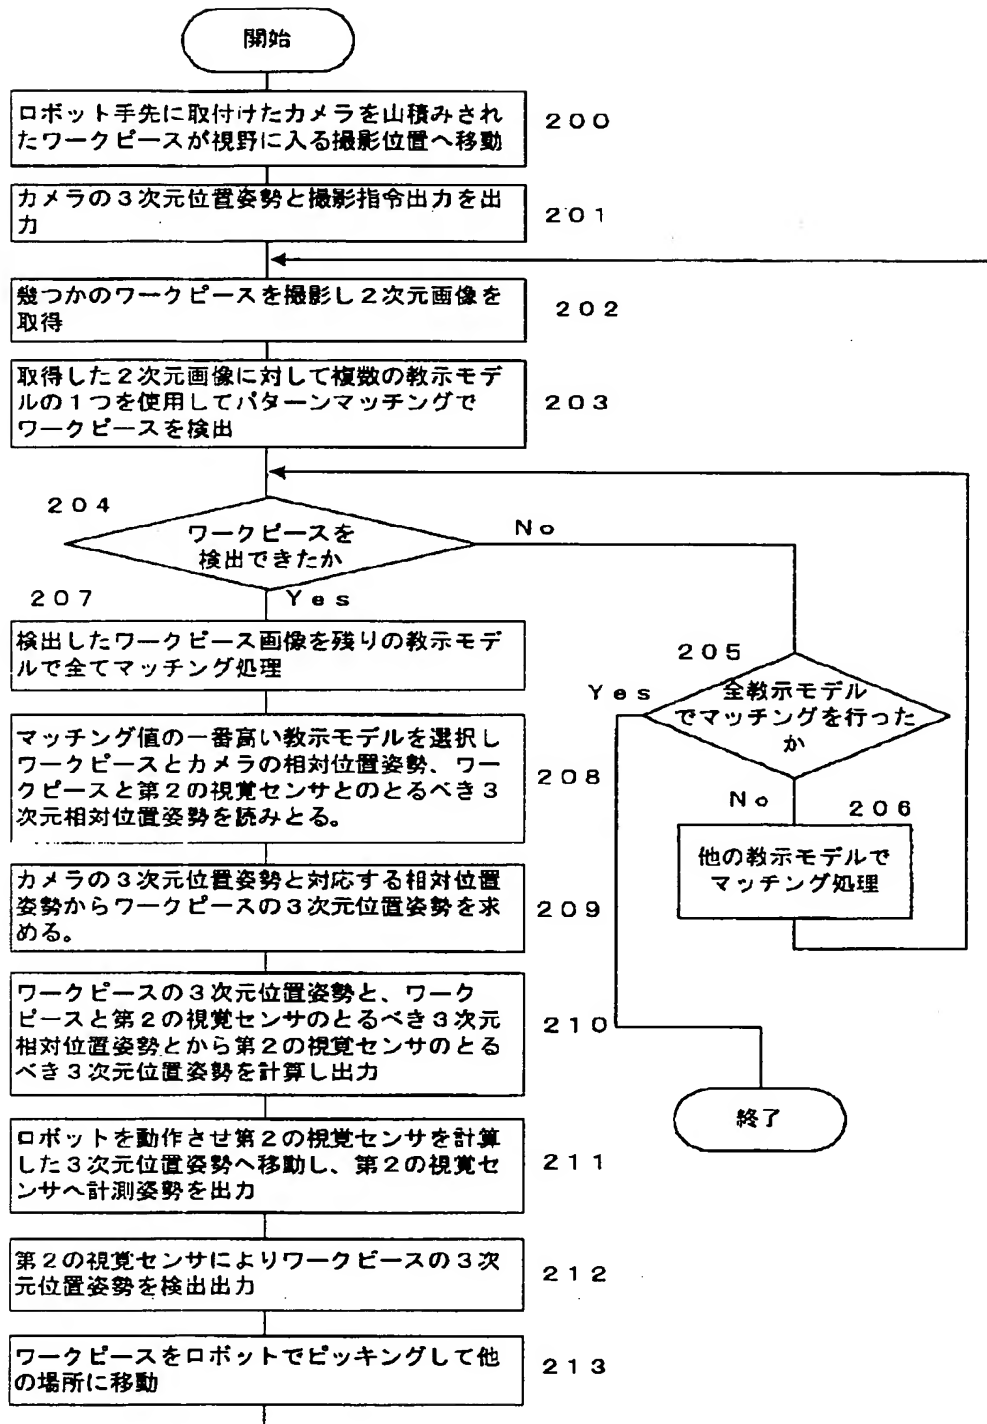 開始
ロボット手先に取付けたカメラを山積みされ
たワークピースが視野に入る撮影位置へ移動
200
カメラの3次元位置姿勢と撮影指令出力を出
力
201
幾つかのワークピースを撮影し2次元画像を
取得
202
取得した2次元画像に対して複数の教示モデ
ルの1つを使用してパターンマッチングで
ワークピースを検出
203
204
ワークピースを
検出できたか
No
207
Yes
検出したワークピース画像を残りの教示モデ
ルで全てマッチング処理
205
Yes
全教示モデル
でマッチングを行った
か
マッチング値の一番高い教示モデルを選択し
ワークピースとカメラの相対位置姿勢、ワー
クピースと第2の視覚センサとのとるべき3
次元相対位置姿勢を読みとる。
208
No
206
他の教示モデルで
マッチング処理
カメラの3次元位置姿勢と対応する相対位置
姿勢からワークピースの3次元位置姿勢を求
める。
209
ワークピースの3次元位置姿勢と、ワーク
ピースと第2の視覚センサのとるべき3次元
相対位置姿勢とから第2の視覚センサのとる
べき3次元位置姿勢を計算し出力
210
終了
ロボットを動作させ第2の視覚センサを計算
した3次元位置姿勢へ移動し、第2の視覚セ
ンサへ計測姿勢を出力
211
第2の視覚センサによりワークピースの3次
元位置姿勢を検出出力
212
ワークピースをロボットでピッキングして他
の場所に移動
213